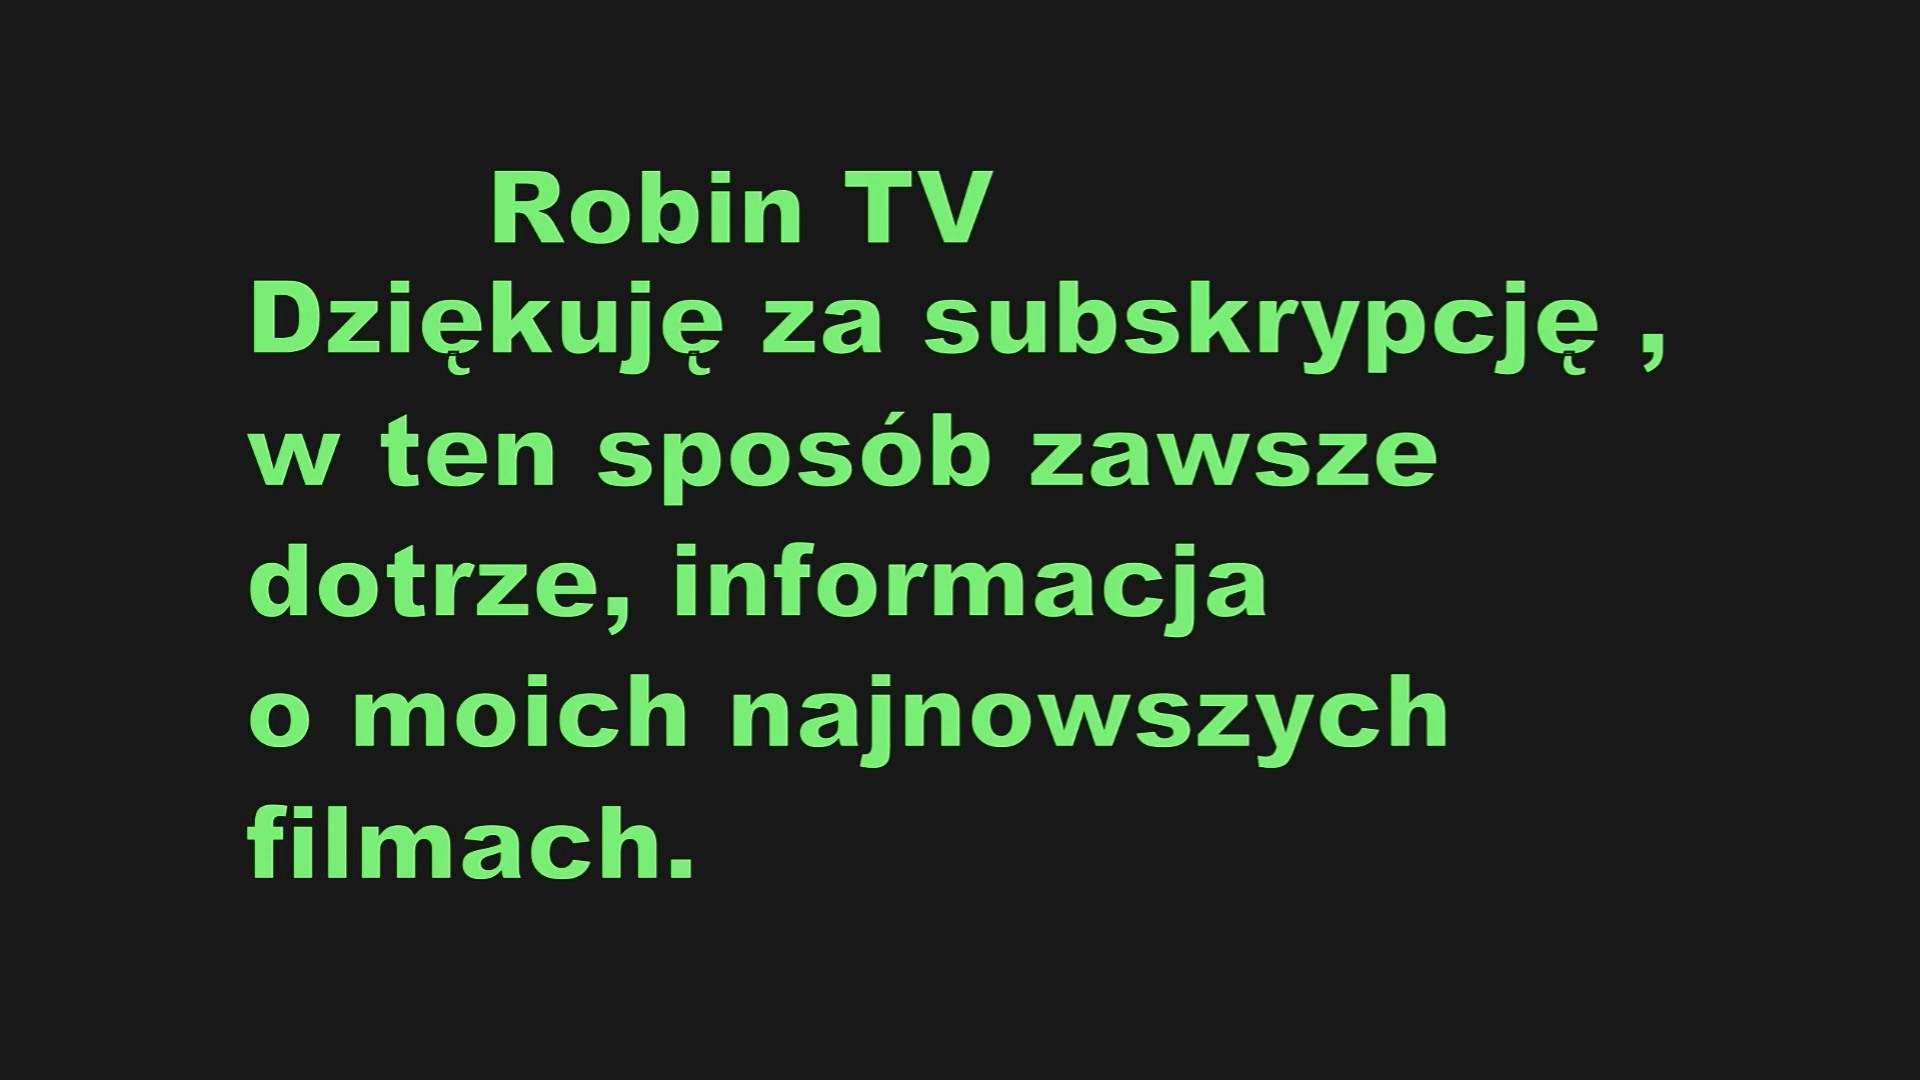 Robin TV
Dziękuję za subskrypcję ,
w ten sposób zawsze
dotrze, informacja
o moich najnowszych
filmach.